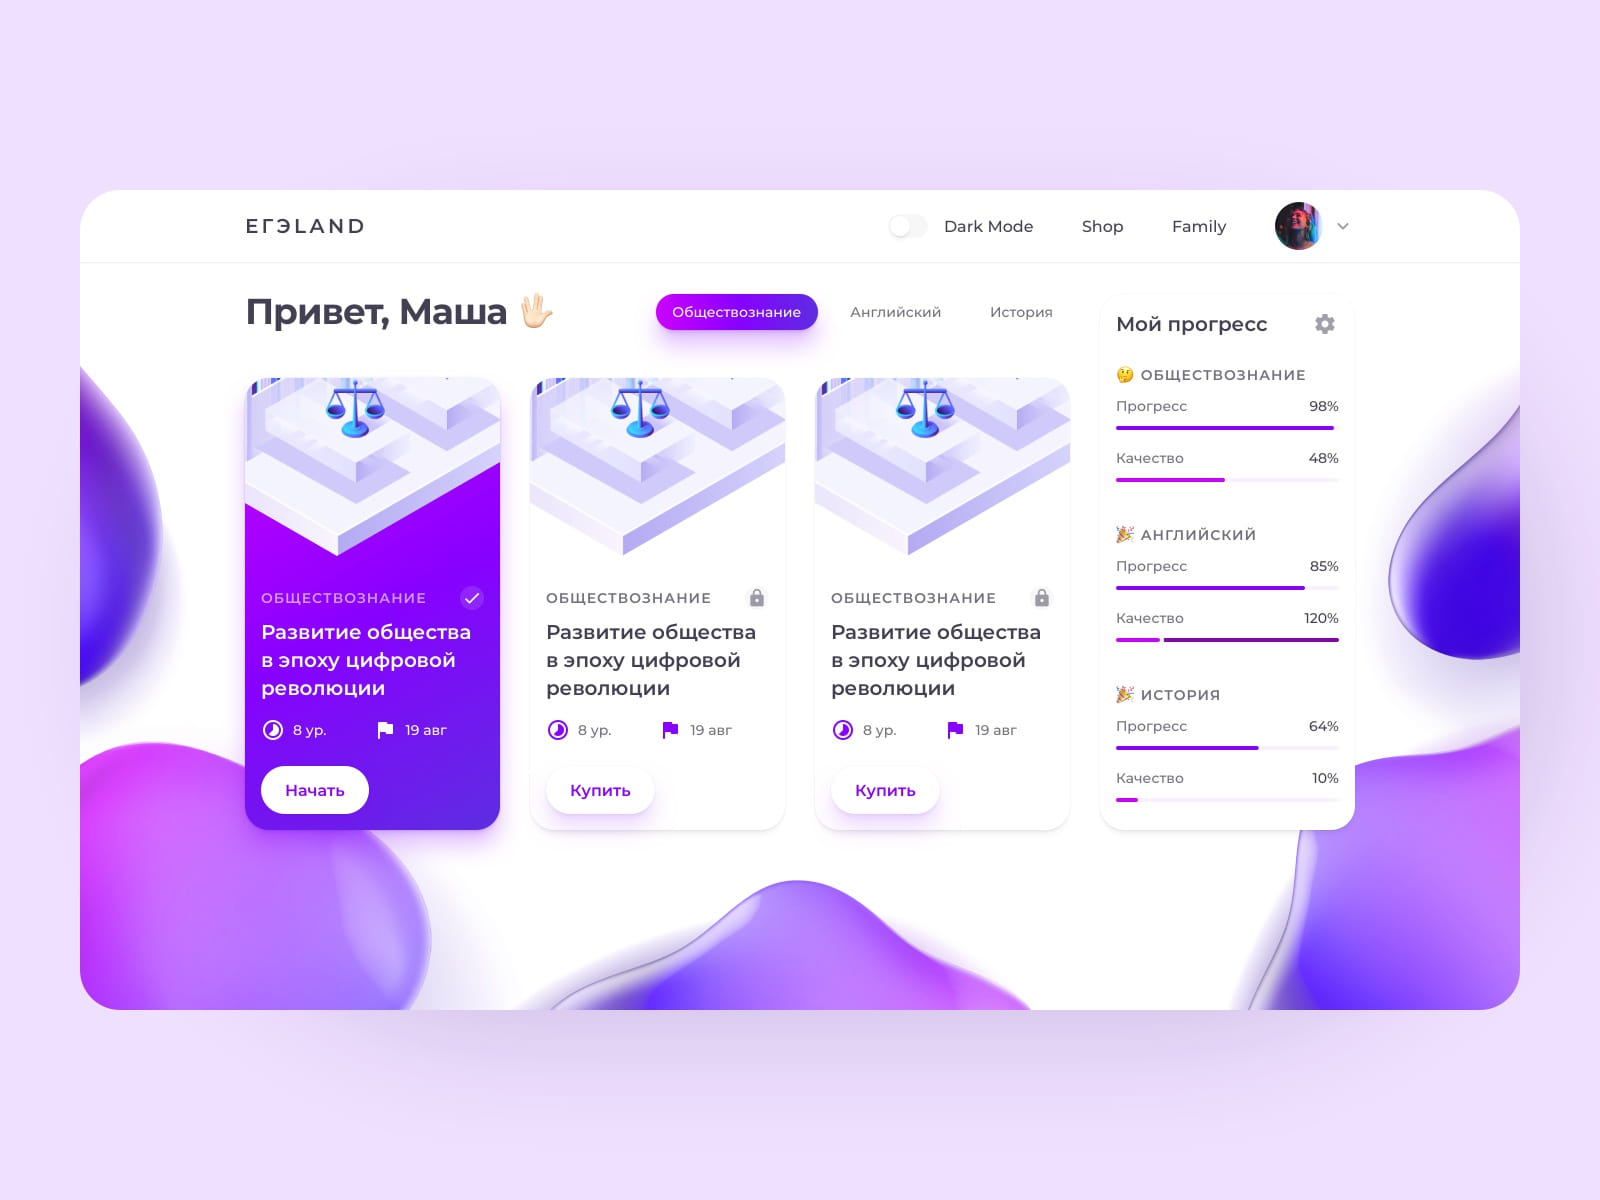 ЕГЭLAND
Dark Mode
Shop
Family
Привет, Маша 🖖🏻
Обществознание
Английский
История
ОБЩЕСТВОЗНАНИЕ
Развитие общества
в эпоху цифровой
революции
8 ур.
19 авг
Начать
ОБЩЕСТВОЗНАНИЕ
Развитие общества
в эпоху цифровой
революции
8 ур.
19 авг
Купить
ОБЩЕСТВОЗНАНИЕ
Развитие общества
в эпоху цифровой
революции
8 ур.
19 авг
Купить
Мой прогресс
🤔 ОБЩЕСТВОЗНАНИЕ
Прогресс 98%
Качество 48%
🎉 АНГЛИЙСКИЙ
Прогресс 85%
Качество 120%
🎉 ИСТОРИЯ
Прогресс 64%
Качество 10%